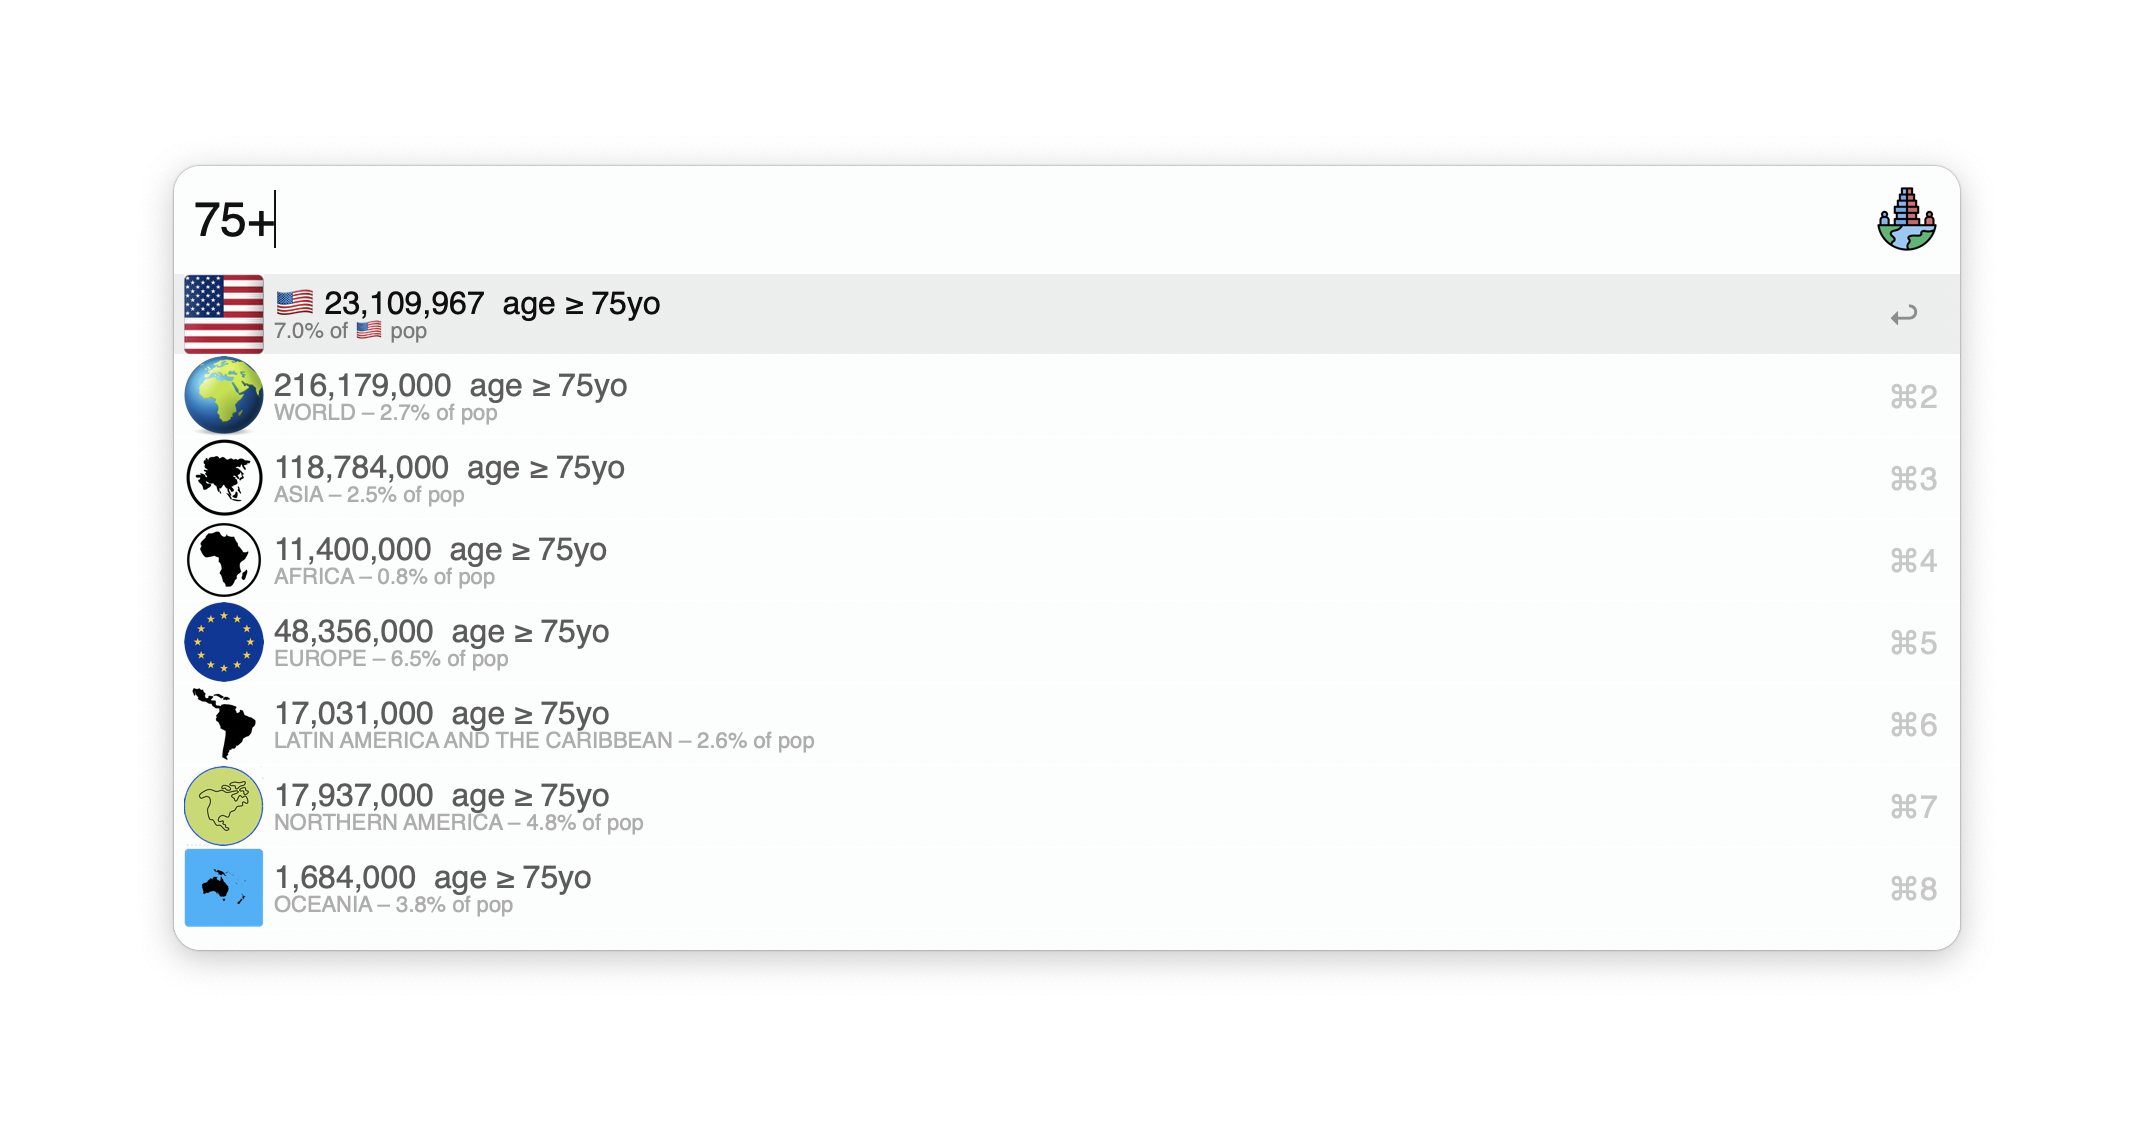 75+
🇺🇸 23,109,967 age ≥ 75yo
7.0% of 🇺🇸 pop
↩
216,179,000 age ≥ 75yo
WORLD – 2.7% of pop
⌘2
118,784,000 age ≥ 75yo
ASIA – 2.5% of pop
⌘3
11,400,000 age ≥ 75yo
AFRICA – 0.8% of pop
⌘4
48,356,000 age ≥ 75yo
EUROPE – 6.5% of pop
⌘5
17,031,000 age ≥ 75yo
LATIN AMERICA AND THE CARIBBEAN – 2.6% of pop
⌘6
17,937,000 age ≥ 75yo
NORTHERN AMERICA – 4.8% of pop
⌘7
1,684,000 age ≥ 75yo
OCEANIA – 3.8% of pop
⌘8